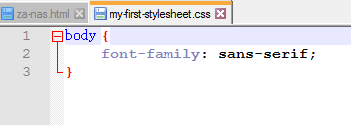 za-nas.html my-first-stylesheet.css
1 body {
2 font-family: sans-serif;
3 }